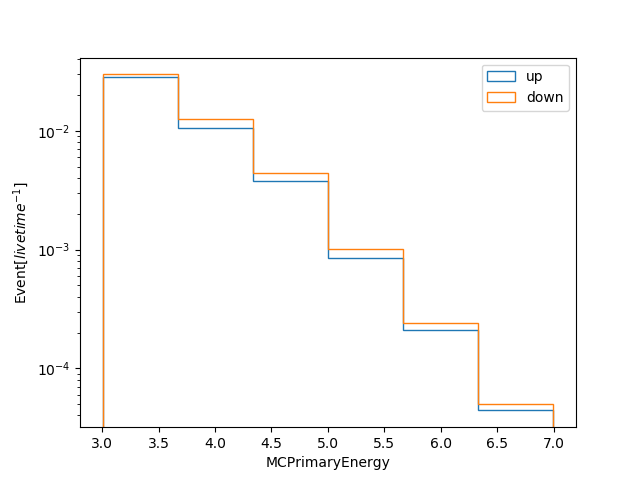 up
down
10^{-2}
10^{-3}
10^{-4}
Event[livetime^{-1}]
3.0 3.5 4.0 4.5 5.0 5.5 6.0 6.5 7.0
MCPrimaryEnergy